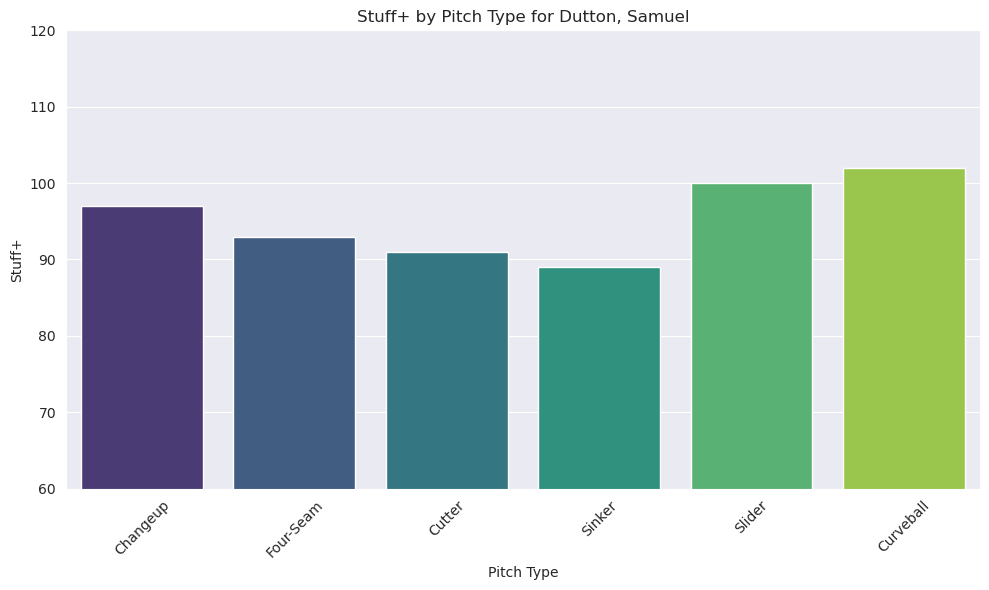 Stuff+ by Pitch Type for Dutton, Samuel
120
110
100
90
80
70
60
Stuff+
Changeup
Four-Seam
Cutter
Sinker
Slider
Curveball
Pitch Type